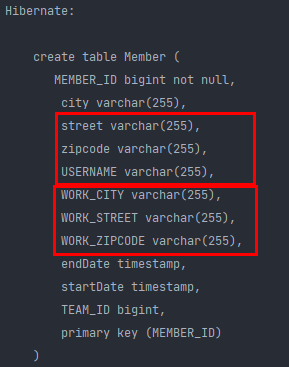 Hibernate:
create table Member (
MEMBER_ID bigint not null,
city varchar(255),
street varchar(255),
zipcode varchar(255),
USERNAME varchar(255),
WORK_CITY varchar(255),
WORK_STREET varchar(255),
WORK_ZIPCODE varchar(255),
endDate timestamp,
startDate timestamp,
TEAM_ID bigint,
primary key (MEMBER_ID)
)